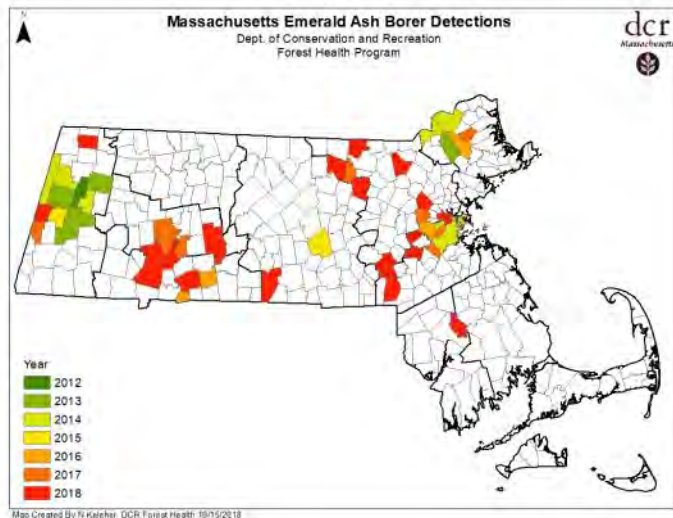 Massachusetts Emerald Ash Borer Detections
Dept. of Conservation and Recreation
Forest Health Program
N
dcr
Massachusetts
Year
2012
2013
2014
2015
2016
2017
2018
Map Created By N Keleher, DCR Forest Health 10/15/2018